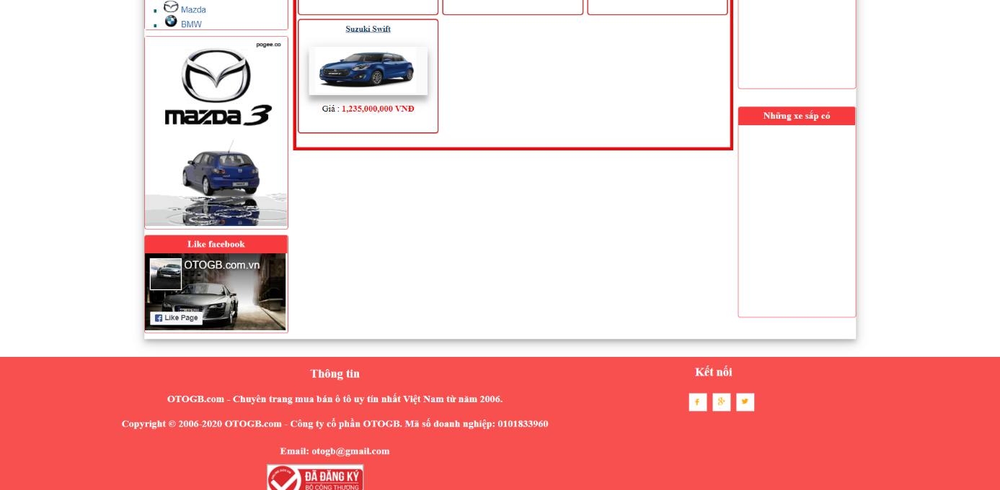 Mazda
BMW
pogee.co
mazda 3
Like facebook
OTOGB.com.vn
Like Page
Suzuki Swift
SWIFT
Giá : 1,235,000,000 VNĐ
Những xe sắp có
Thông tin
OTOGB.com - Chuyên trang mua bán ô tô uy tín nhất Việt Nam từ năm 2006.
Copyright © 2006-2020 OTOGB.com - Công ty cổ phần OTOGB. Mã số doanh nghiệp: 0101833960
Email: otogb@gmail.com
ĐÃ ĐĂNG KÝ
BỘ CÔNG THƯƠNG
Kết nối